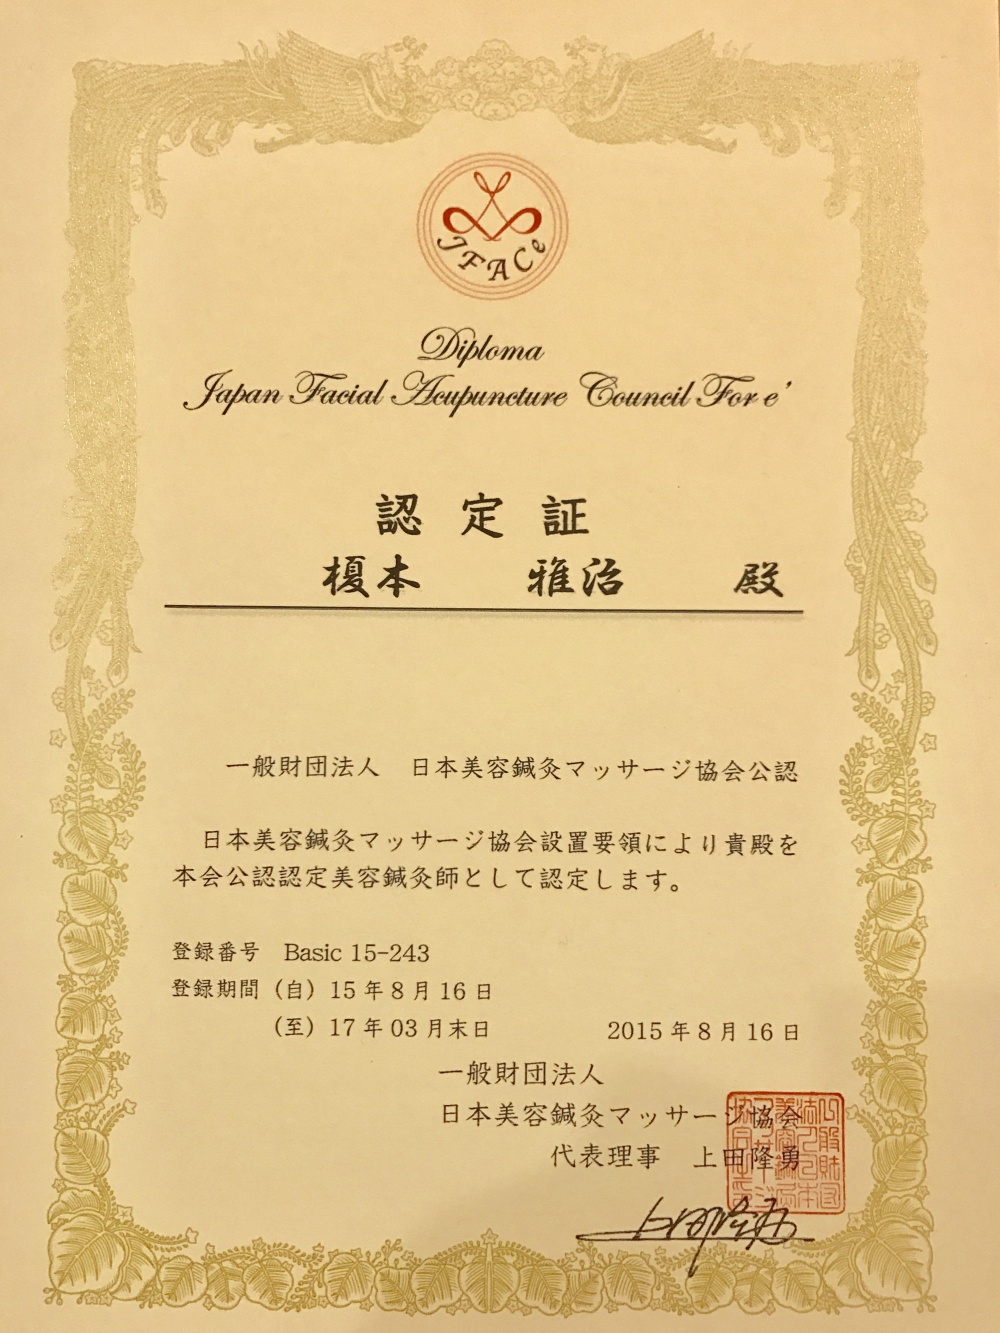 JFACe
Diploma
Japan Facial Acupuncture Council For e'
認定証
榎本 雅治 殿
一般財団法人 日本美容鍼灸マッサージ協会公認
日本美容鍼灸マッサージ協会設置要領により貴殿を
本会公認認定美容鍼灸師として認定します。
登録番号 Basic 15-243
登録期間（自）15年8月16日
（至）17年03月末日
2015年8月16日
一般財団法人
日本美容鍼灸マッサージ協会
代表理事 上田隆勇